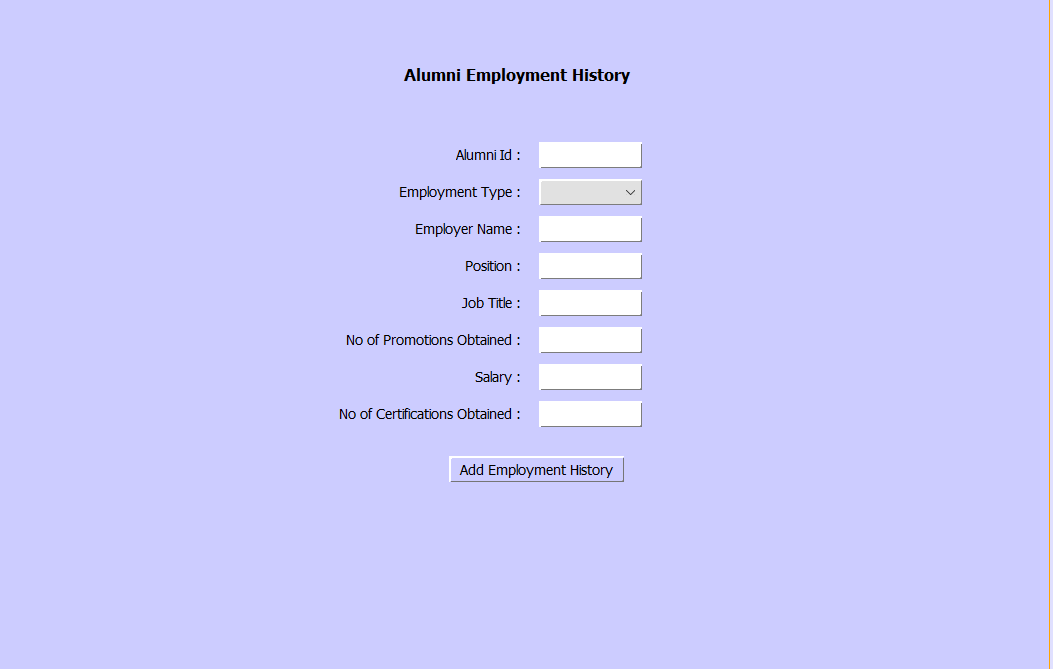 Alumni Employment History
Alumni Id :
Employment Type :
Employer Name :
Position :
Job Title :
No of Promotions Obtained :
Salary :
No of Certifications Obtained :
Add Employment History